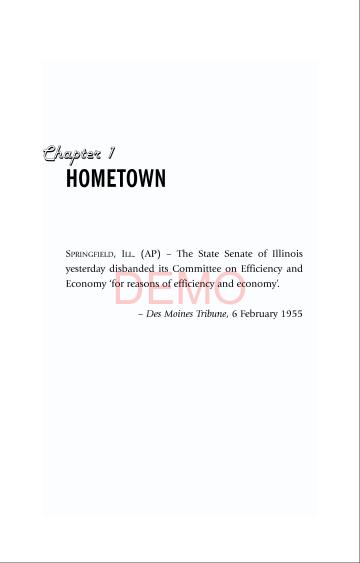 Chapter 1
HOMETOWN
SPRINGFIELD, ILL. (AP) – The State Senate of Illinois
yesterday disbanded its Committee on Efficiency and
Economy ‘for reasons of efficiency and economy’.
DEMO
– Des Moines Tribune, 6 February 1955